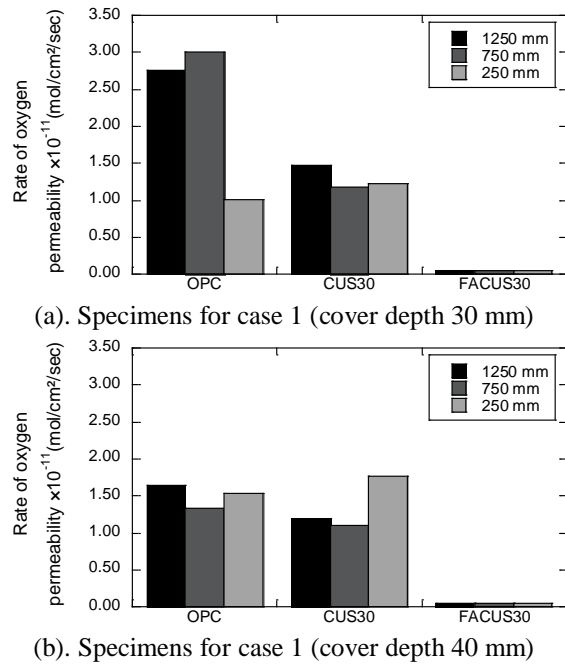 Rate of oxygen
permeability ×10⁻¹¹(mol/cm²/sec)
3.50
3.00
2.50
2.00
1.50
1.00
0.50
0.00
1250 mm
750 mm
250 mm
OPC
CUS30
FACUS30
(a). Specimens for case 1 (cover depth 30 mm)
Rate of oxygen
permeability ×10⁻¹¹(mol/cm²/sec)
3.50
3.00
2.50
2.00
1.50
1.00
0.50
0.00
1250 mm
750 mm
250 mm
OPC
CUS30
FACUS30
(b). Specimens for case 1 (cover depth 40 mm)